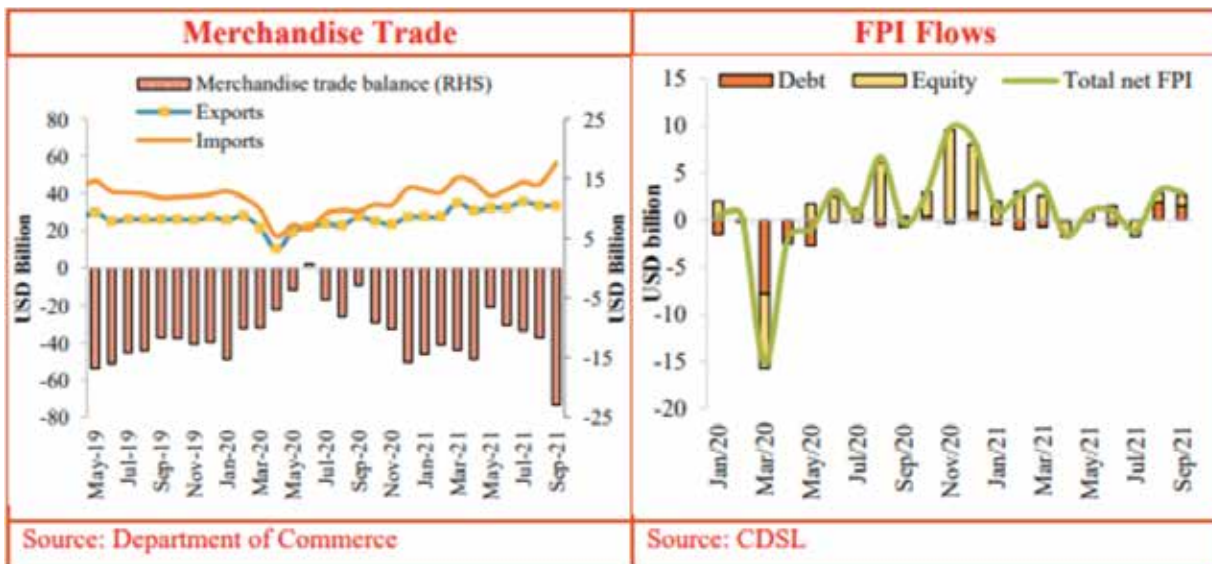 Merchandise Trade
Merchandise trade balance (RHS)
Exports
Imports
80
60
40
20
0
-20
-40
-60
-80
USD Billion
25
15
5
-5
-15
-25
USD Billion
May-19
Jul-19
Sep-19
Nov-19
Jan-20
Mar-20
May-20
Jul-20
Sep-20
Nov-20
Jan-21
Mar-21
May-21
Jul-21
Sep-21
Source: Department of Commerce
FPI Flows
Debt Equity Total net FPI
15
10
5
0
-5
-10
-15
-20
USD billion
Jan/20
Mar/20
May/20
Jul/20
Sep/20
Nov/20
Jan/21
Mar/21
May/21
Jul/21
Sep/21
Source: CDSL